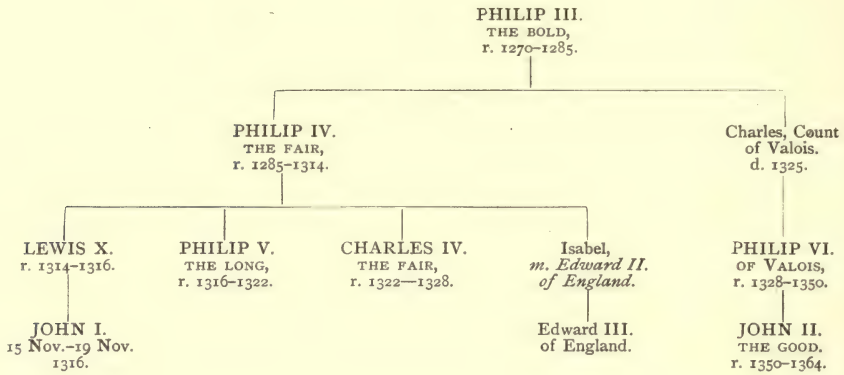 PHILIP III.
THE BOLD,
r. 1270–1285.
PHILIP IV.
THE FAIR,
r. 1285–1314.
Charles, Count
of Valois.
d. 1325.
LEWIS X.
r. 1314–1316.
PHILIP V.
THE LONG,
r. 1316–1322.
CHARLES IV.
THE FAIR,
r. 1322—1328.
Isabel,
m. Edward II.
of England.
PHILIP VI.
OF VALOIS,
r. 1328–1350.
JOHN I.
15 Nov.–19 Nov.
1316.
Edward III.
of England.
JOHN II.
THE GOOD.
r. 1350–1364.